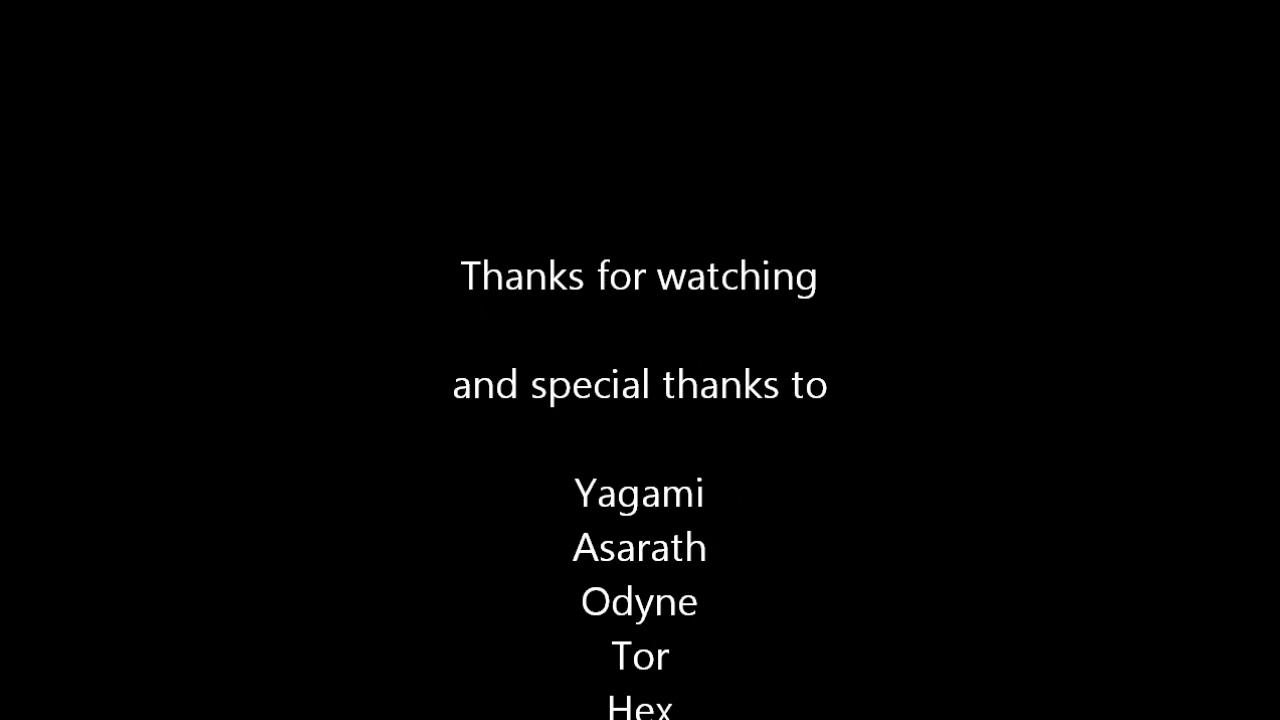 Thanks for watching
and special thanks to
Yagami
Asarath
Odyne
Tor
Hex